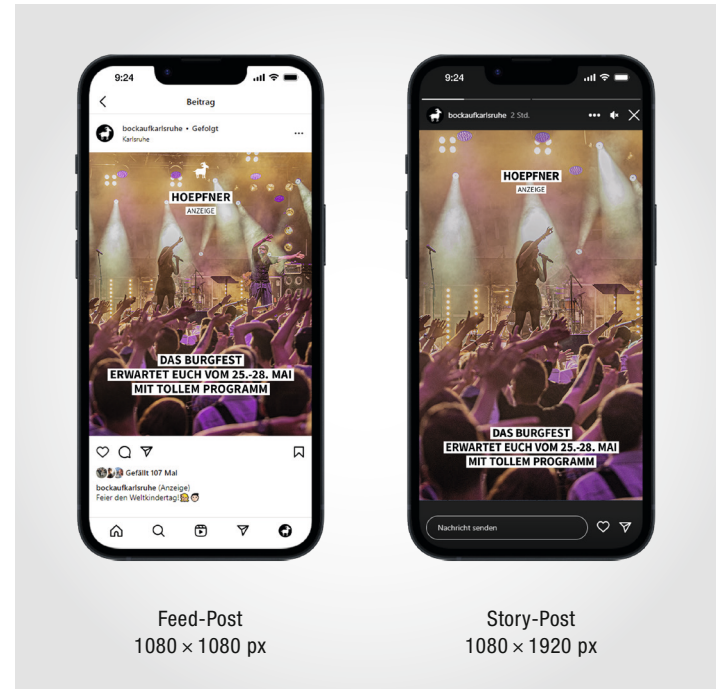 9:24
Beitrag
bockaufkarlsruhe • Gefolgt
Karlsruhe
HOEPFNER
ANZEIGE
DAS BURGFEST
ERWARTET EUCH VOM 25.-28. MAI
MIT TOLLEM PROGRAMM
Gefällt 107 Mal
bockaufkarlsruhe (Anzeige)
Feier den Weltkindertag!
Feed-Post
1080 × 1080 px
9:24
bockaufkarlsruhe 2 Std.
HOEPFNER
ANZEIGE
DAS BURGFEST
ERWARTET EUCH VOM 25.-28. MAI
MIT TOLLEM PROGRAMM
Nachricht senden
Story-Post
1080 × 1920 px